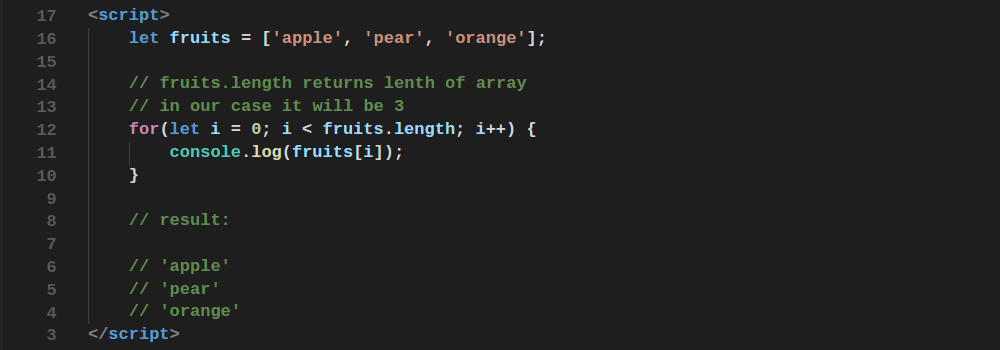 17 <script>
16 let fruits = ['apple', 'pear', 'orange'];
15
14 // fruits.length returns lenth of array
13 // in our case it will be 3
12 for(let i = 0; i < fruits.length; i++) {
11 console.log(fruits[i]);
10 }
9
8 // result:
7
6 // 'apple'
5 // 'pear'
4 // 'orange'
3 </script>